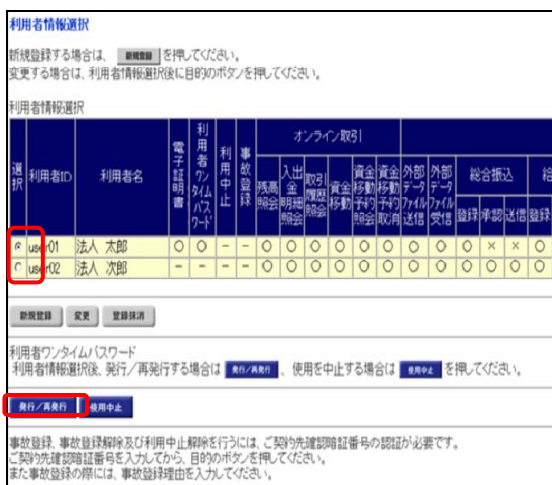 利用者情報選択
新規登録する場合は、 新規登録 を押してください。
変更する場合は、利用者情報選択後に目的のボタンを押してください。
利用者情報選択
選択 利用者ID 利用者名 電子証明書 利用者ワンタイムパスワード 利用中止 事故登録 オンライン取引 外部データファイル送信 外部データファイル受信 総合振込 給
残高照会 入出金明細照会 取引履歴照会 資金移動 資金移動予約照会 資金移動予約取消 登録 承認 送信 登録
user01 法人 太郎 ○ ○ － － ○ ○ ○ ○ ○ ○ ○ ○ ○ × × ○
user02 法人 次郎 － － － － ○ ○ ○ ○ ○ ○ ○ ○ ○ ○ ○ ○
新規登録 変更 登録抹消
利用者ワンタイムパスワード
利用者情報選択後、発行／再発行する場合は 発行／再発行 、使用を中止する場合は 使用中止 を押してください。
発行／再発行 使用中止
事故登録、事故登録解除及び利用中止解除を行うには、ご契約先確認暗証番号の認証が必要です。
ご契約先確認暗証番号を入力してから、目的のボタンを押してください。
また事故登録の際には、事故登録理由を入力してください。